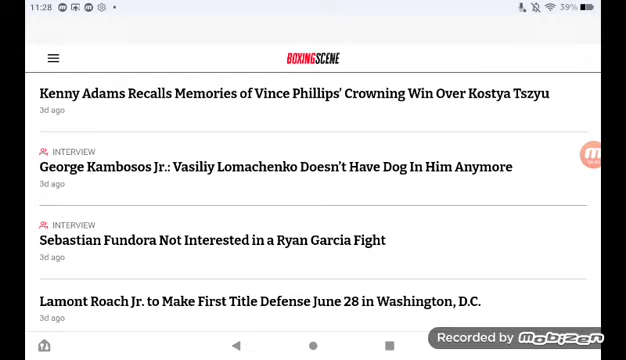 11:28
39%
BOXINGSCENE
Kenny Adams Recalls Memories of Vince Phillips’ Crowning Win Over Kostya Tszyu
3d ago
INTERVIEW
George Kambosos Jr.: Vasiliy Lomachenko Doesn’t Have Dog In Him Anymore
3d ago
INTERVIEW
Sebastian Fundora Not Interested in a Ryan Garcia Fight
3d ago
Lamont Roach Jr. to Make First Title Defense June 28 in Washington, D.C.
3d ago
Recorded by Mobizen